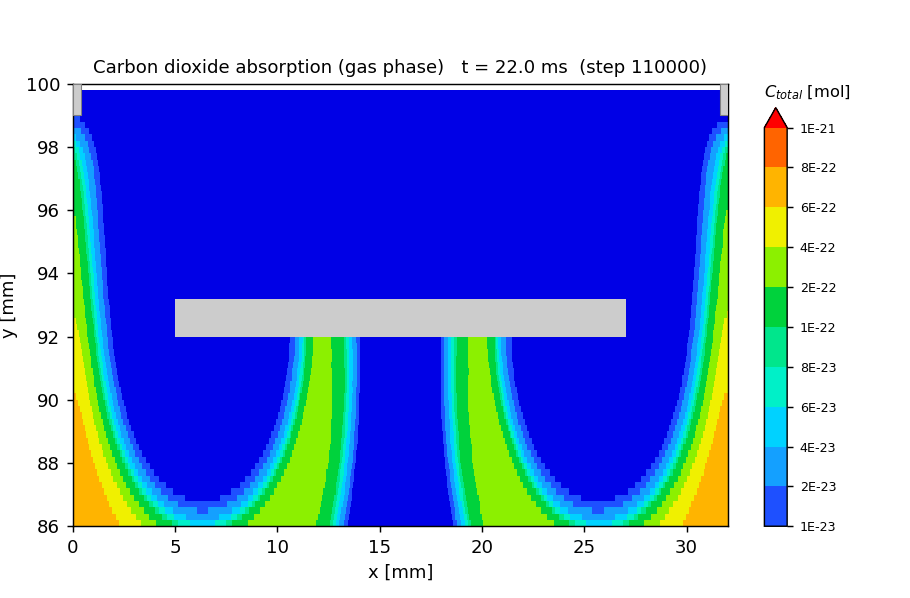 Carbon dioxide absorption (gas phase)   t = 22.0 ms  (step 110000)
C_total [mol]
100
98
96
94
92
90
88
86
y [mm]
0 5 10 15 20 25 30
x [mm]
1E-21
8E-22
6E-22
4E-22
2E-22
1E-22
8E-23
6E-23
4E-23
2E-23
1E-23